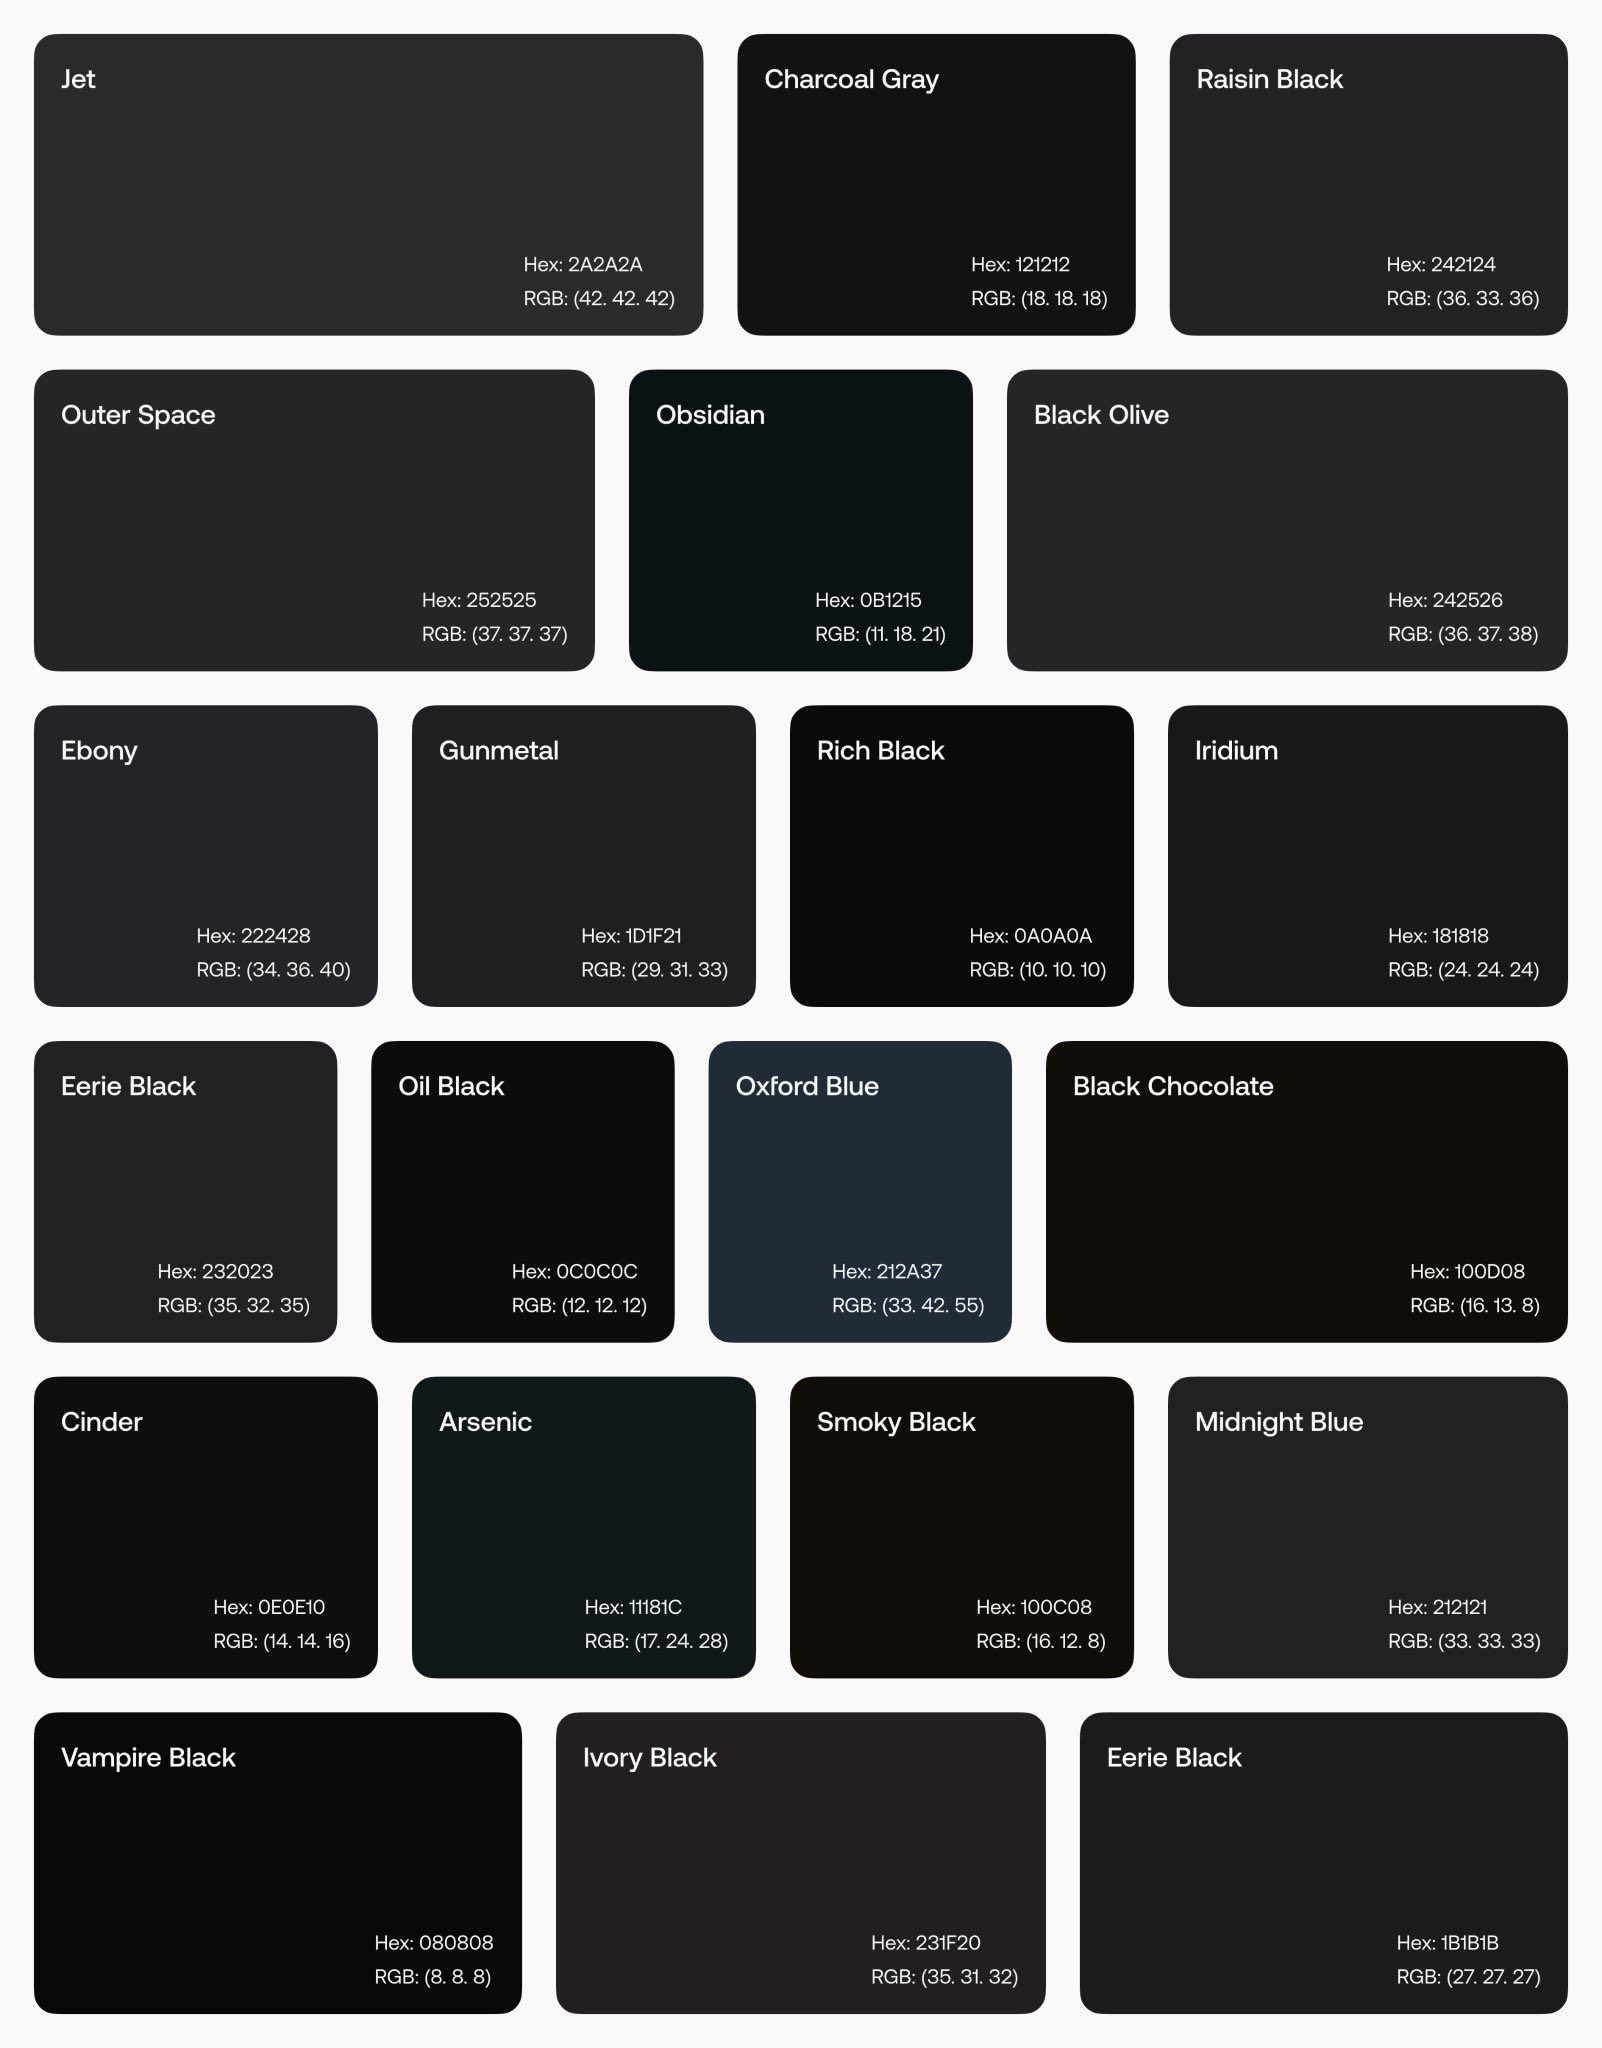 Jet
Hex: 2A2A2A
RGB: (42. 42. 42)
Charcoal Gray
Hex: 121212
RGB: (18. 18. 18)
Raisin Black
Hex: 242124
RGB: (36. 33. 36)
Outer Space
Hex: 252525
RGB: (37. 37. 37)
Obsidian
Hex: 0B1215
RGB: (11. 18. 21)
Black Olive
Hex: 242526
RGB: (36. 37. 38)
Ebony
Hex: 222428
RGB: (34. 36. 40)
Gunmetal
Hex: 1D1F21
RGB: (29. 31. 33)
Rich Black
Hex: 0A0A0A
RGB: (10. 10. 10)
Iridium
Hex: 181818
RGB: (24. 24. 24)
Eerie Black
Hex: 232023
RGB: (35. 32. 35)
Oil Black
Hex: 0C0C0C
RGB: (12. 12. 12)
Oxford Blue
Hex: 212A37
RGB: (33. 42. 55)
Black Chocolate
Hex: 100D08
RGB: (16. 13. 8)
Cinder
Hex: 0E0E10
RGB: (14. 14. 16)
Arsenic
Hex: 11181C
RGB: (17. 24. 28)
Smoky Black
Hex: 100C08
RGB: (16. 12. 8)
Midnight Blue
Hex: 212121
RGB: (33. 33. 33)
Vampire Black
Hex: 080808
RGB: (8. 8. 8)
Ivory Black
Hex: 231F20
RGB: (35. 31. 32)
Eerie Black
Hex: 1B1B1B
RGB: (27. 27. 27)